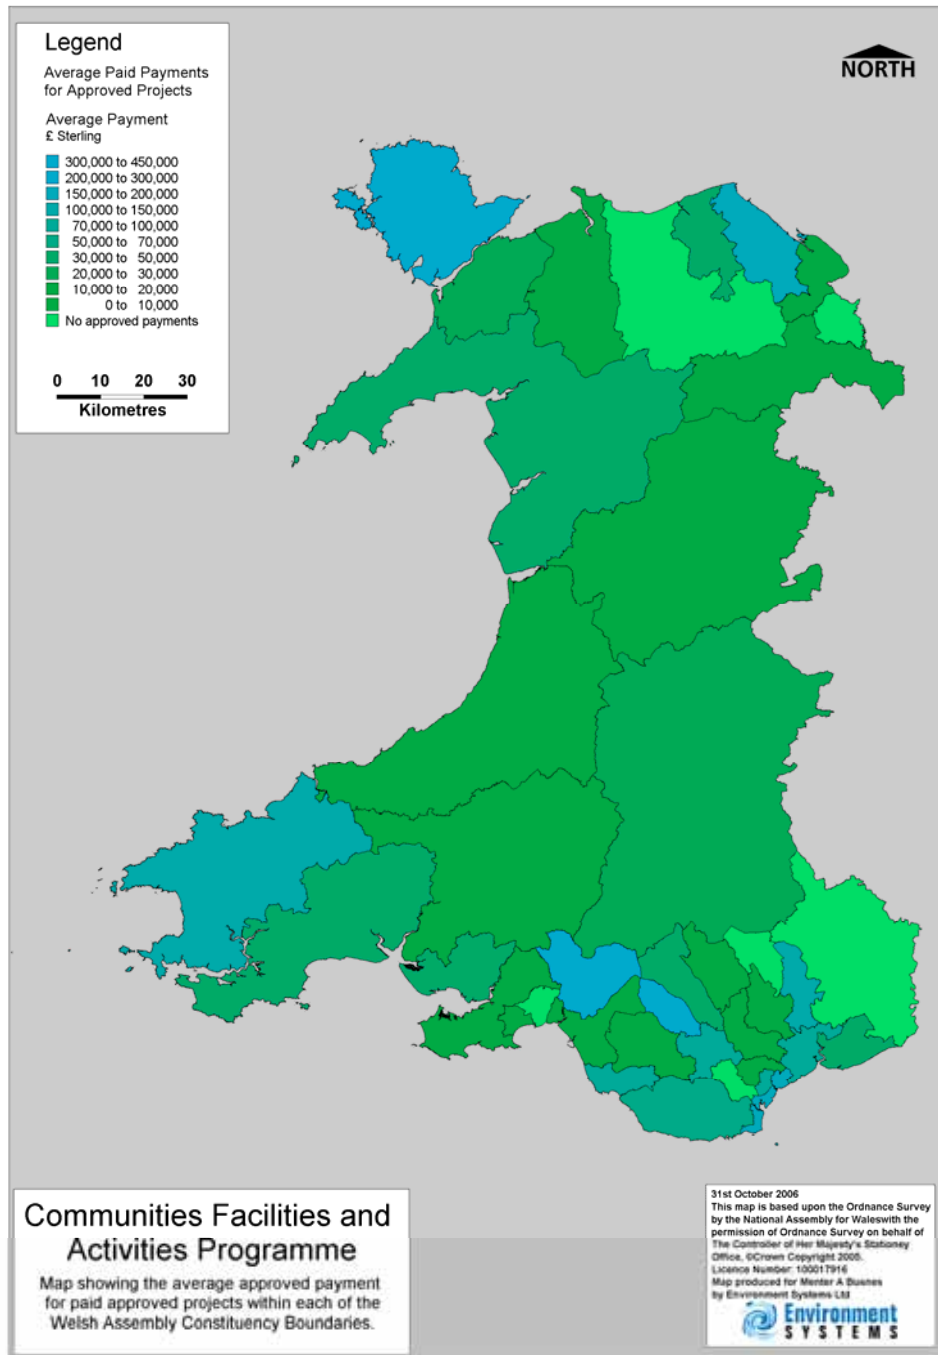 Legend
Average Paid Payments
for Approved Projects
Average Payment
£ Sterling
300,000 to 450,000
200,000 to 300,000
150,000 to 200,000
100,000 to 150,000
70,000 to 100,000
50,000 to 70,000
30,000 to 50,000
20,000 to 30,000
10,000 to 20,000
0 to 10,000
No approved payments
0 10 20 30
Kilometres
NORTH
Communities Facilities and
Activities Programme
Map showing the average approved payment
for paid approved projects within each of the
Welsh Assembly Constituency Boundaries.
31st October 2006
This map is based upon the Ordnance Survey
by the National Assembly for Waleswith the
permission of Ordnance Survey on behalf of
The Controller of Her Majesty's Stationey
Office, ©Crown Copyright 2005.
Licence Number: 100017916
Map produced for Menter A Busnes
by Environment Systems Ltd
Environment
SYSTEMS